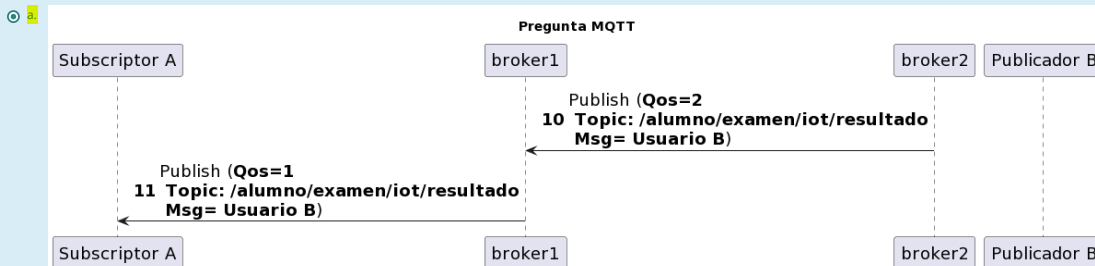 a.
Pregunta MQTT
Subscriptor A broker1 broker2 Publicador B
Publish (Qos=2
10 Topic: /alumno/examen/iot/resultado
Msg= Usuario B)
Publish (Qos=1
11 Topic: /alumno/examen/iot/resultado
Msg= Usuario B)
Subscriptor A broker1 broker2 Publicador B